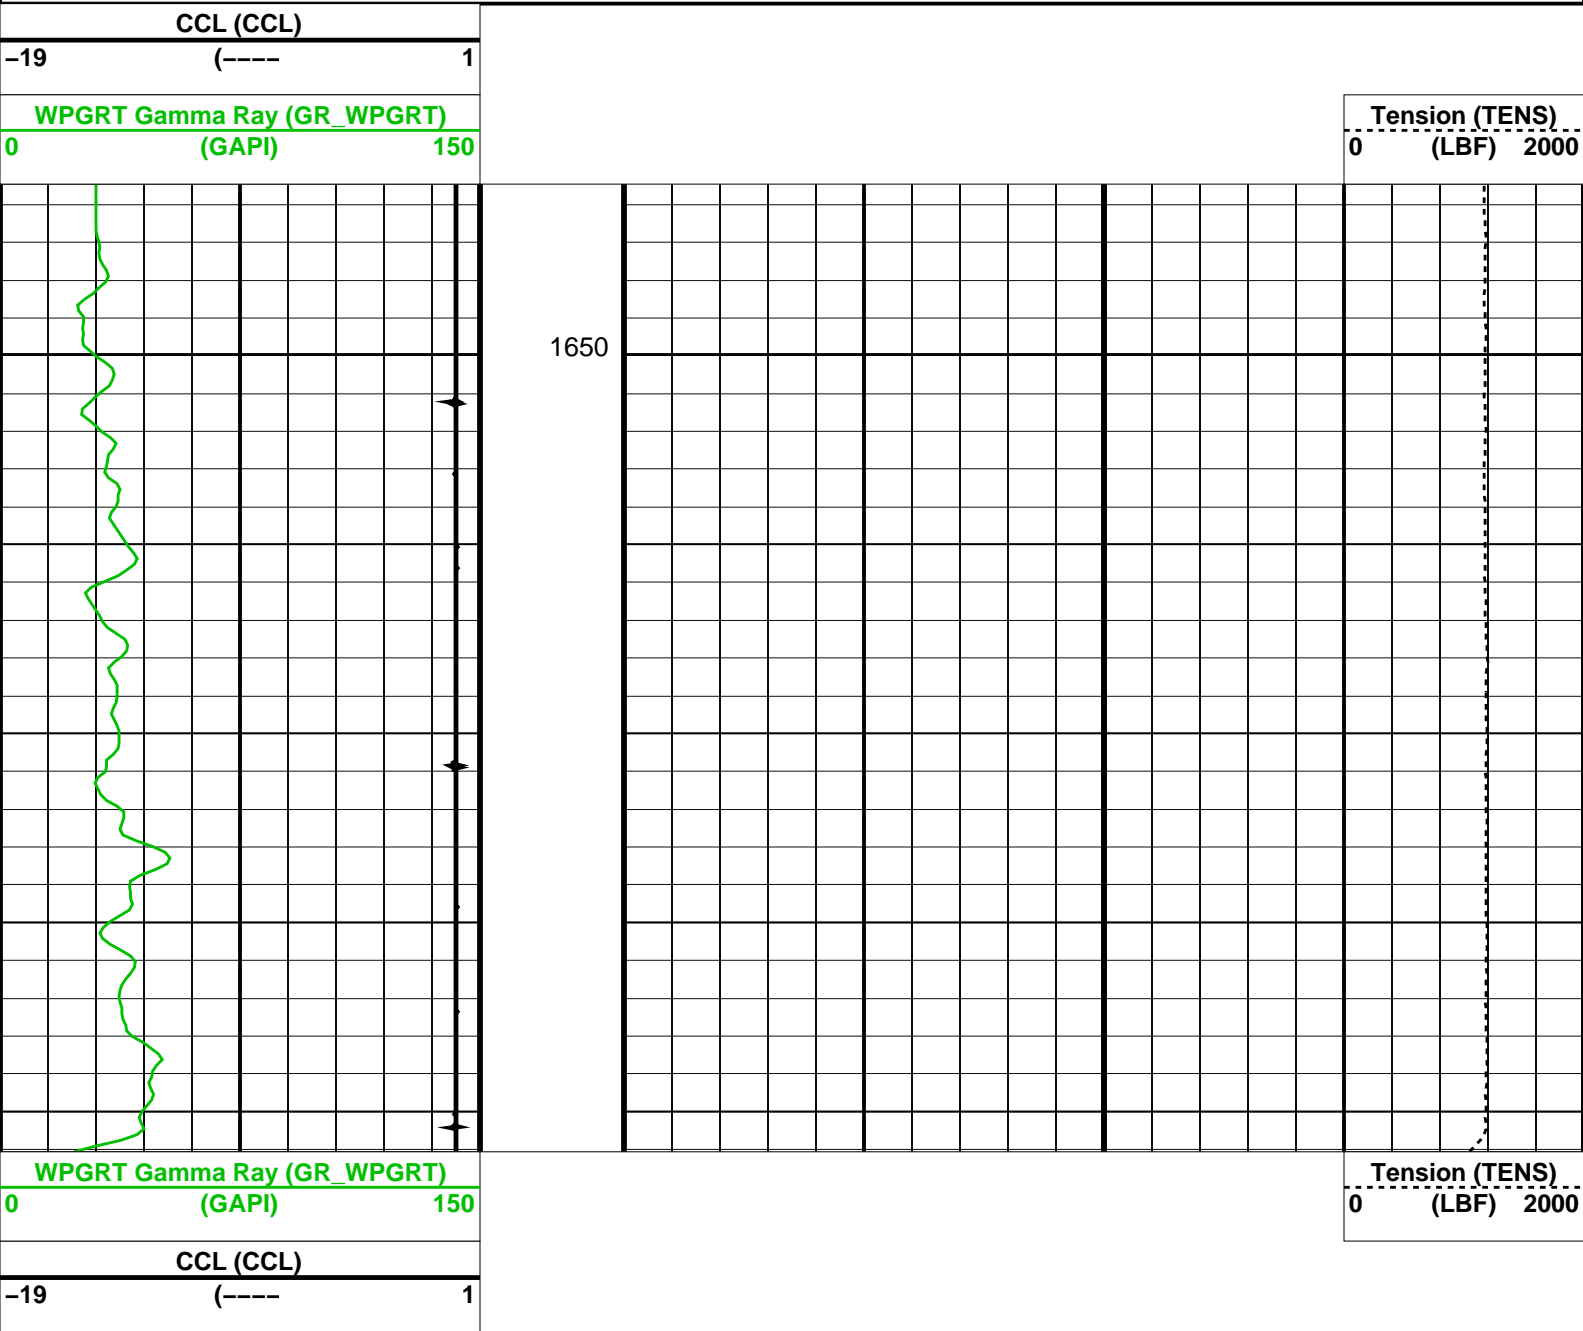 CCL (CCL)
−19 (−−−− 1
WPGRT Gamma Ray (GR_WPGRT)
0 (GAPI) 150
Tension (TENS)
0 (LBF) 2000
1650
WPGRT Gamma Ray (GR_WPGRT)
0 (GAPI) 150
Tension (TENS)
0 (LBF) 2000
CCL (CCL)
−19 (−−−− 1